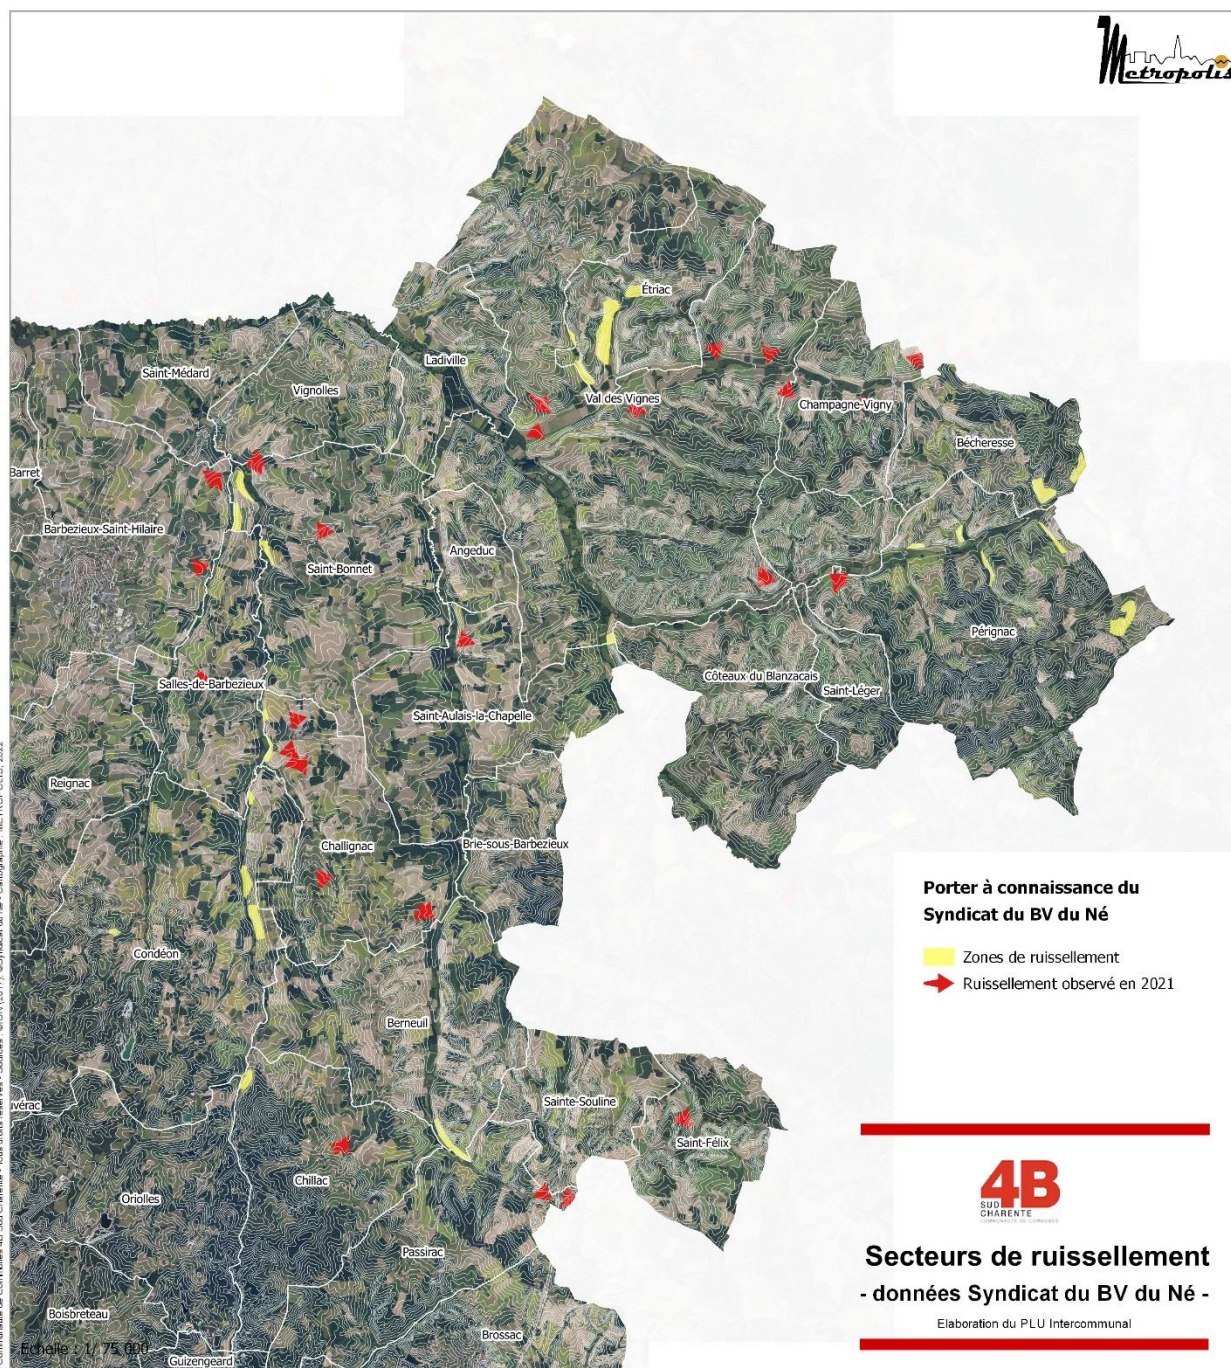 Metropolis
Étriac
Ladiville
Saint-Médard
Vignolles
Val des Vignes
Champagne-Vigny
Bécheresse
Barret
Barbezieux-Saint-Hilaire
Angeduc
Saint-Bonnet
Pérignac
Côteaux du Blanzacais
Saint-Léger
Salles-de-Barbezieux
Saint-Aulais-la-Chapelle
Reignac
Challignac
Brie-sous-Barbezieux
Condéon
Berneuil
Sainte-Souline
Saint-Félix
Chillac
Oriolles
Passirac
Boisbreteau
Brossac
Guizengeard
Echelle : 1/ 75 000
Porter à connaissance du
Syndicat du BV du Né
Zones de ruissellement
Ruissellement observé en 2021
4B
SUD
CHARENTE
COMMUNAUTÉ DE COMMUNES
Secteurs de ruissellement
- données Syndicat du BV du Né -
Elaboration du PLU Intercommunal